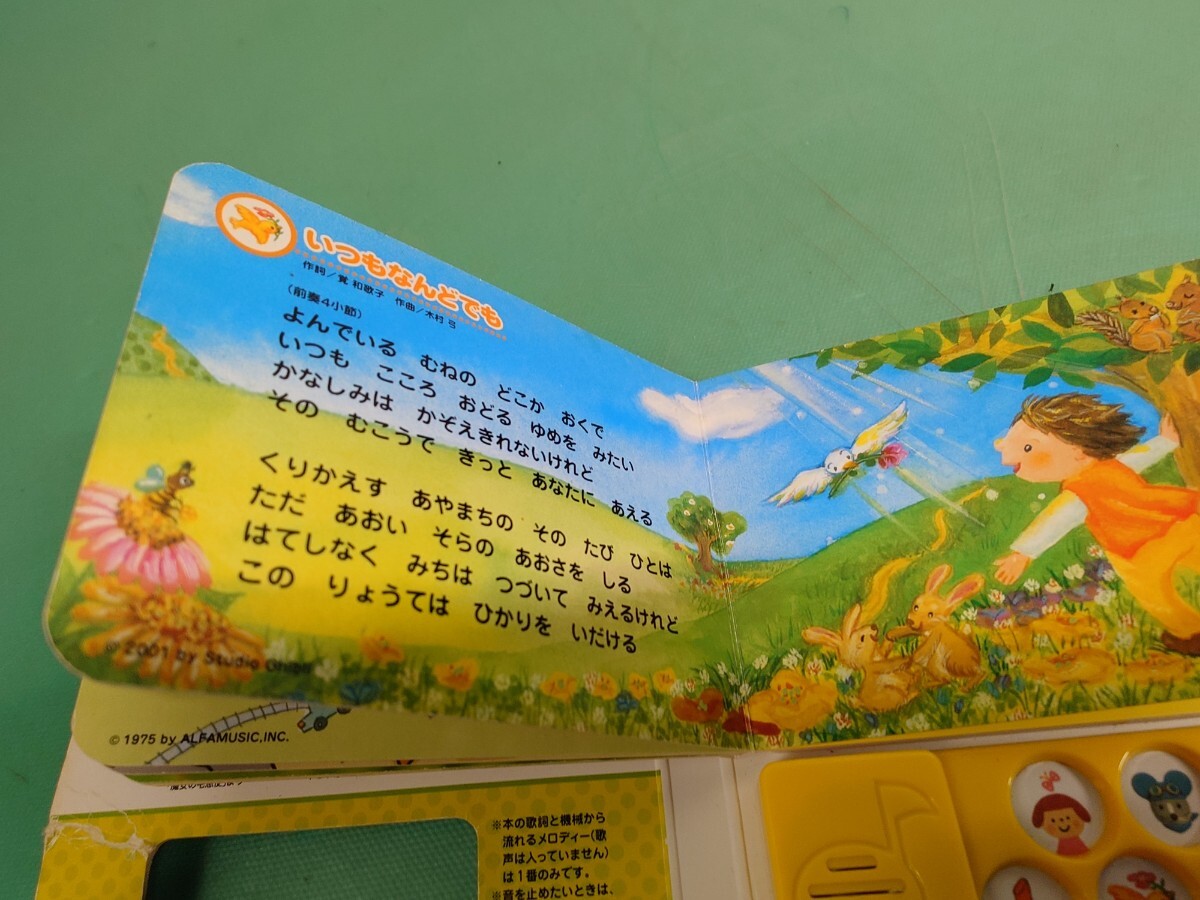 いつもなんどでも
作詞／覚 和歌子 作曲／木村 弓
（前奏4小節）
よんでいる むねの どこか おくで
いつも こころ おどる ゆめを みたい
かなしみは かぞえきれないけれど
その むこうで きっと あなたに あえる
くりかえす あやまちの その たび ひとは
ただ あおい そらの あおさを しる
はてしなく みちは つづいて みえるけれど
この りょうては ひかりを いだける
© 2001 by Studio Ghibli
© 1975 by ALFAMUSIC,INC.
※本の歌詞と機械から
流れるメロディー（歌
声は入っていません）
は1番のみです。
※音を止めたいときは、